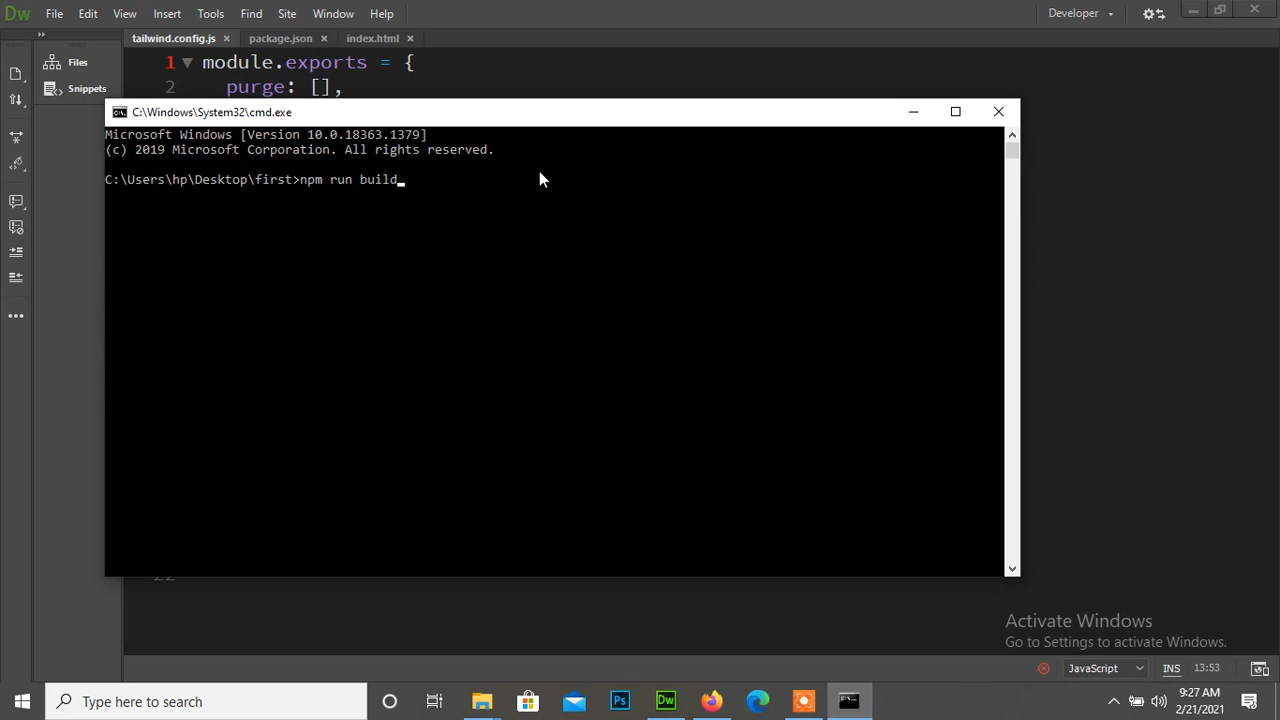 Dw File Edit View Insert Tools Find Site Window Help Developer
tailwind.config.js package.json index.html
Files
Snippets
1 module.exports = {
2 purge: [],
C:\Windows\System32\cmd.exe
Microsoft Windows [Version 10.0.18363.1379]
(c) 2019 Microsoft Corporation. All rights reserved.
C:\Users\hp\Desktop\first>npm run build
22
Activate Windows
Go to Settings to activate Windows.
JavaScript INS 13:53
Type here to search
Ps Dw
9:27 AM
2/21/2021